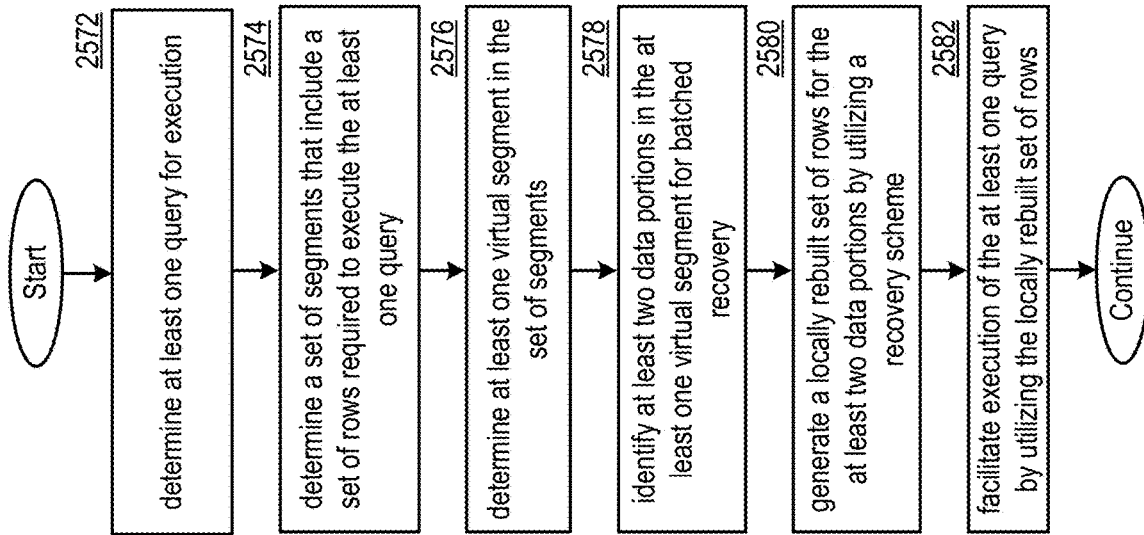 Start
2572
determine at least one query for execution
2574
determine a set of segments that include a
set of rows required to execute the at least
one query
2576
determine at least one virtual segment in the
set of segments
2578
identify at least two data portions in the at
least one virtual segment for batched
recovery
2580
generate a locally rebuilt set of rows for the
at least two data portions by utilizing a
recovery scheme
2582
facilitate execution of the at least one query
by utilizing the locally rebuilt set of rows
Continue